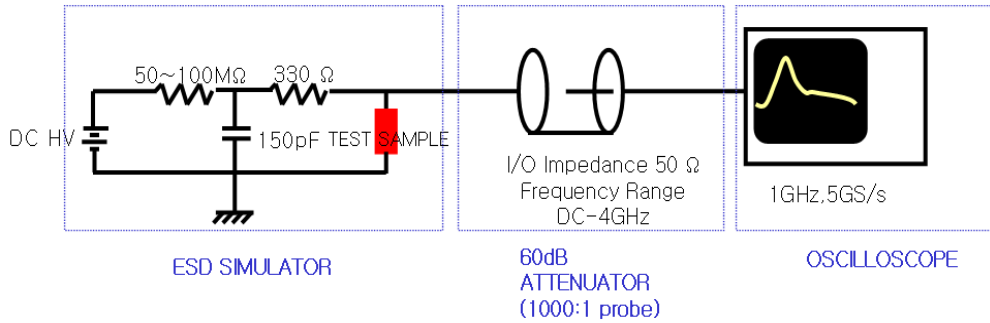 50~100MΩ
330 Ω
DC HV
150pF
TEST SAMPLE
I/O Impedance 50 Ω
Frequency Range
DC-4GHz
1GHz,5GS/s
ESD SIMULATOR
60dB
ATTENUATOR
(1000:1 probe)
OSCILLOSCOPE